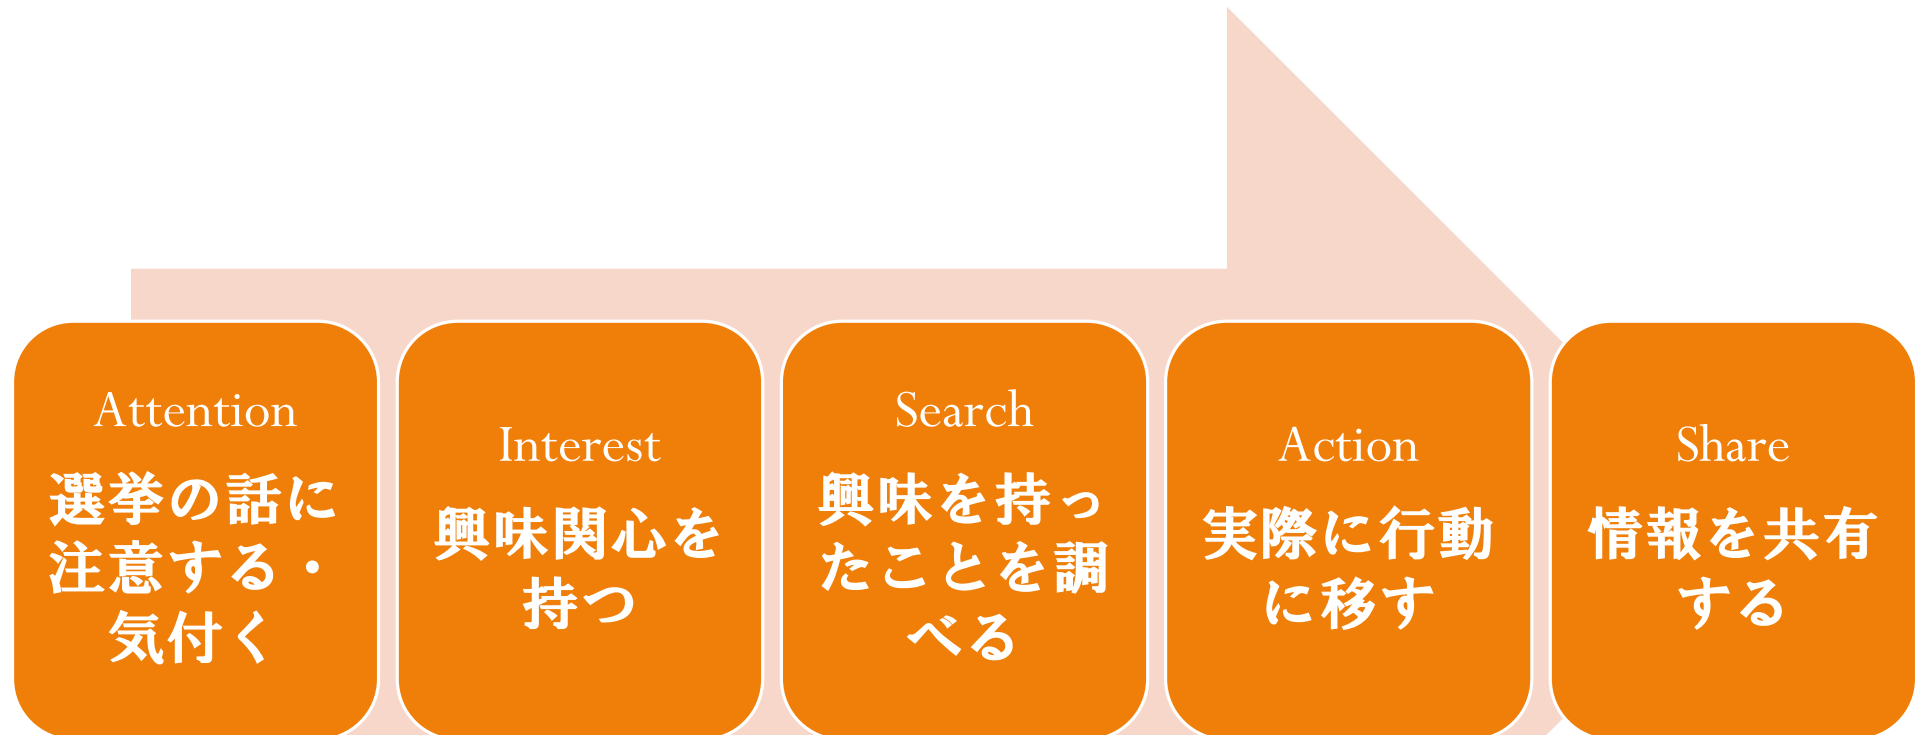 Attention
選挙の話に
注意する・
気付く
Interest
興味関心を
持つ
Search
興味を持っ
たことを調
べる
Action
実際に行動
に移す
Share
情報を共有
する